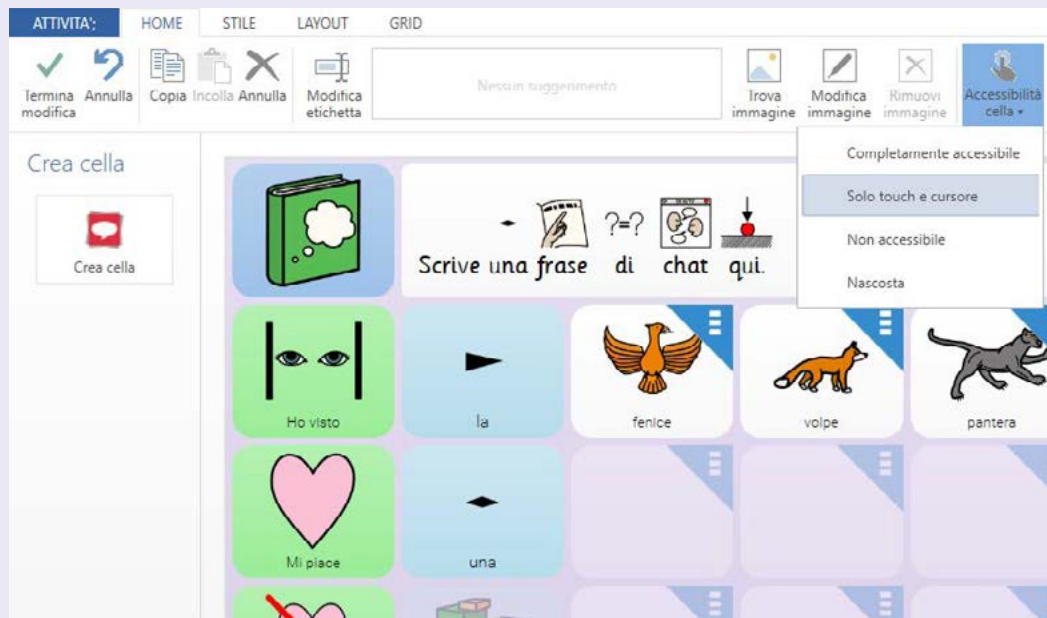 ATTIVITA'; HOME STILE LAYOUT GRID
Termina modifica
Annulla
Copia
Incolla
Annulla
Modifica etichetta
Nessun suggerimento
Trova immagine
Modifica immagine
Rimuovi immagine
Accessibilità cella
Completamente accessibile
Solo touch e cursore
Non accessibile
Nascosta
Crea cella
Crea cella
?=?
Scrive una frase di chat qui.
Ho visto
la
fenice
volpe
pantera
Mi piace
una